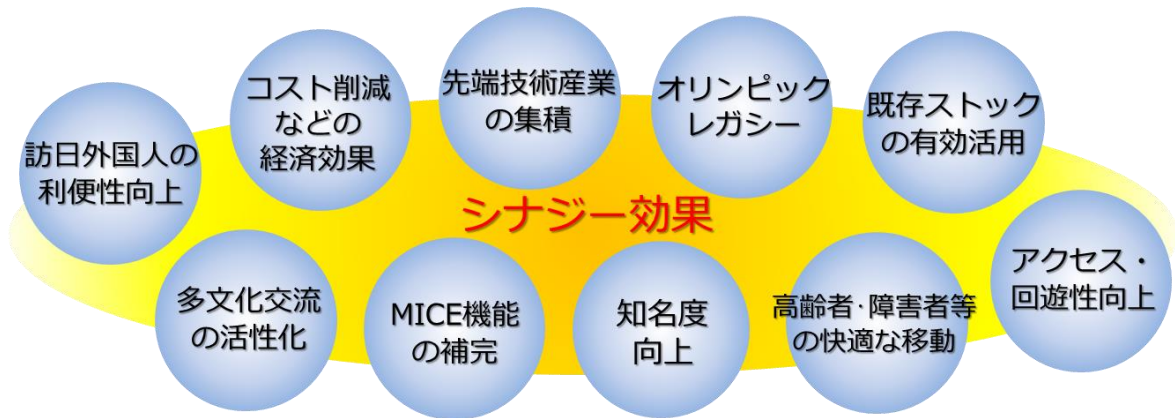 訪日外国人の
利便性向上
コスト削減
などの
経済効果
先端技術産業
の集積
オリンピック
レガシー
既存ストック
の有効活用
シナジー効果
多文化交流
の活性化
MICE機能
の補完
知名度
向上
高齢者・障害者等
の快適な移動
アクセス・
回遊性向上